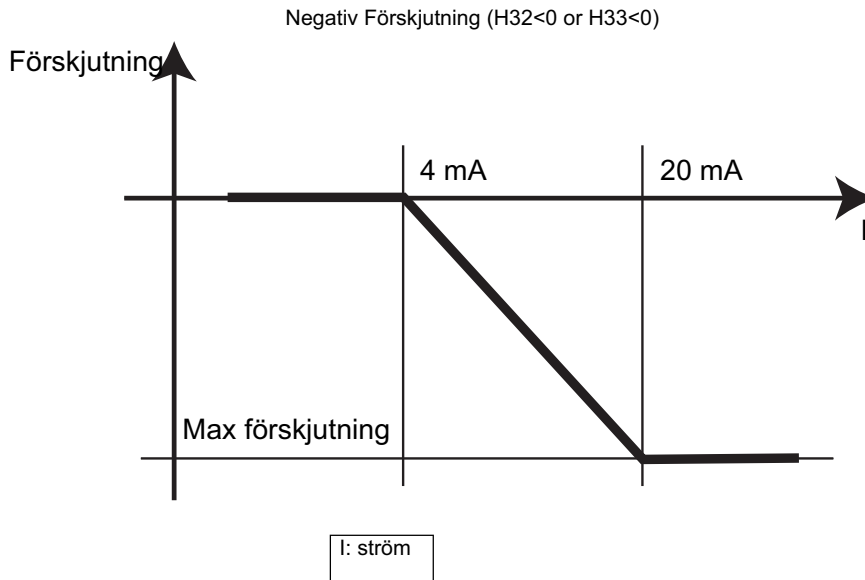 Negativ Förskjutning (H32<0 or H33<0)
Förskjutning
4 mA
20 mA
I
Max förskjutning
I: ström